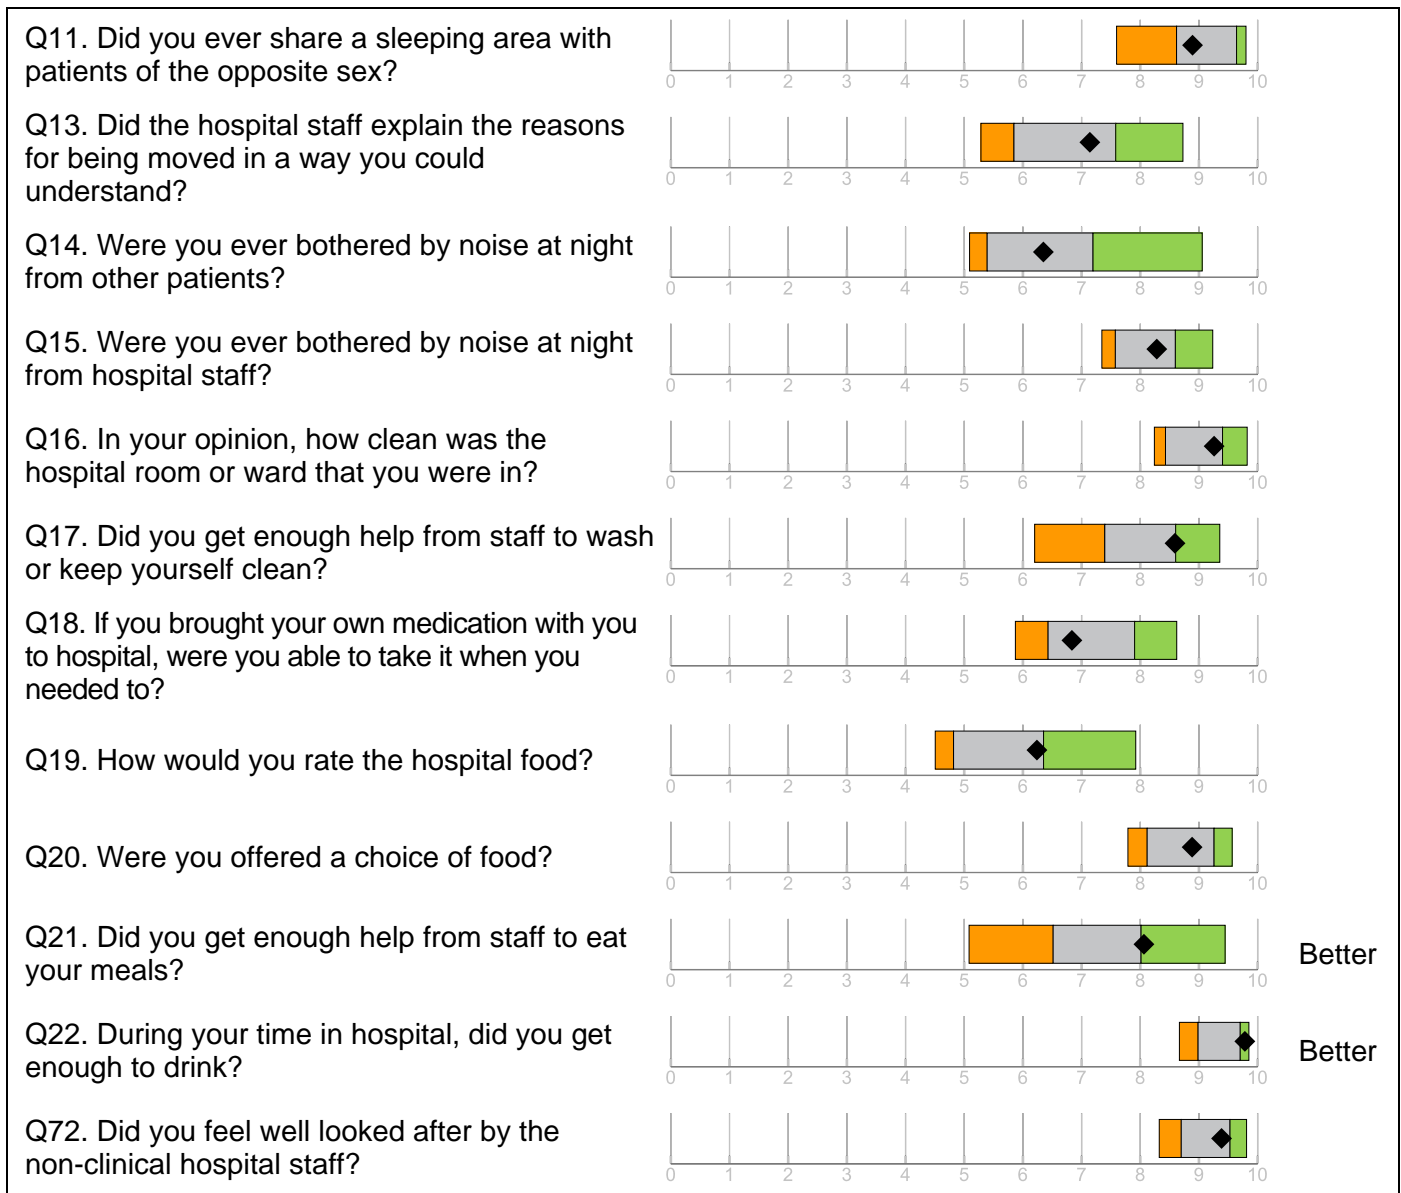 Q11. Did you ever share a sleeping area with
patients of the opposite sex?
0 1 2 3 4 5 6 7 8 9 10
Q13. Did the hospital staff explain the reasons
for being moved in a way you could
understand?
0 1 2 3 4 5 6 7 8 9 10
Q14. Were you ever bothered by noise at night
from other patients?
0 1 2 3 4 5 6 7 8 9 10
Q15. Were you ever bothered by noise at night
from hospital staff?
0 1 2 3 4 5 6 7 8 9 10
Q16. In your opinion, how clean was the
hospital room or ward that you were in?
0 1 2 3 4 5 6 7 8 9 10
Q17. Did you get enough help from staff to wash
or keep yourself clean?
0 1 2 3 4 5 6 7 8 9 10
Q18. If you brought your own medication with you
to hospital, were you able to take it when you
needed to?
0 1 2 3 4 5 6 7 8 9 10
Q19. How would you rate the hospital food?
0 1 2 3 4 5 6 7 8 9 10
Q20. Were you offered a choice of food?
0 1 2 3 4 5 6 7 8 9 10
Q21. Did you get enough help from staff to eat
your meals?
Better
0 1 2 3 4 5 6 7 8 9 10
Q22. During your time in hospital, did you get
enough to drink?
Better
0 1 2 3 4 5 6 7 8 9 10
Q72. Did you feel well looked after by the
non-clinical hospital staff?
0 1 2 3 4 5 6 7 8 9 10